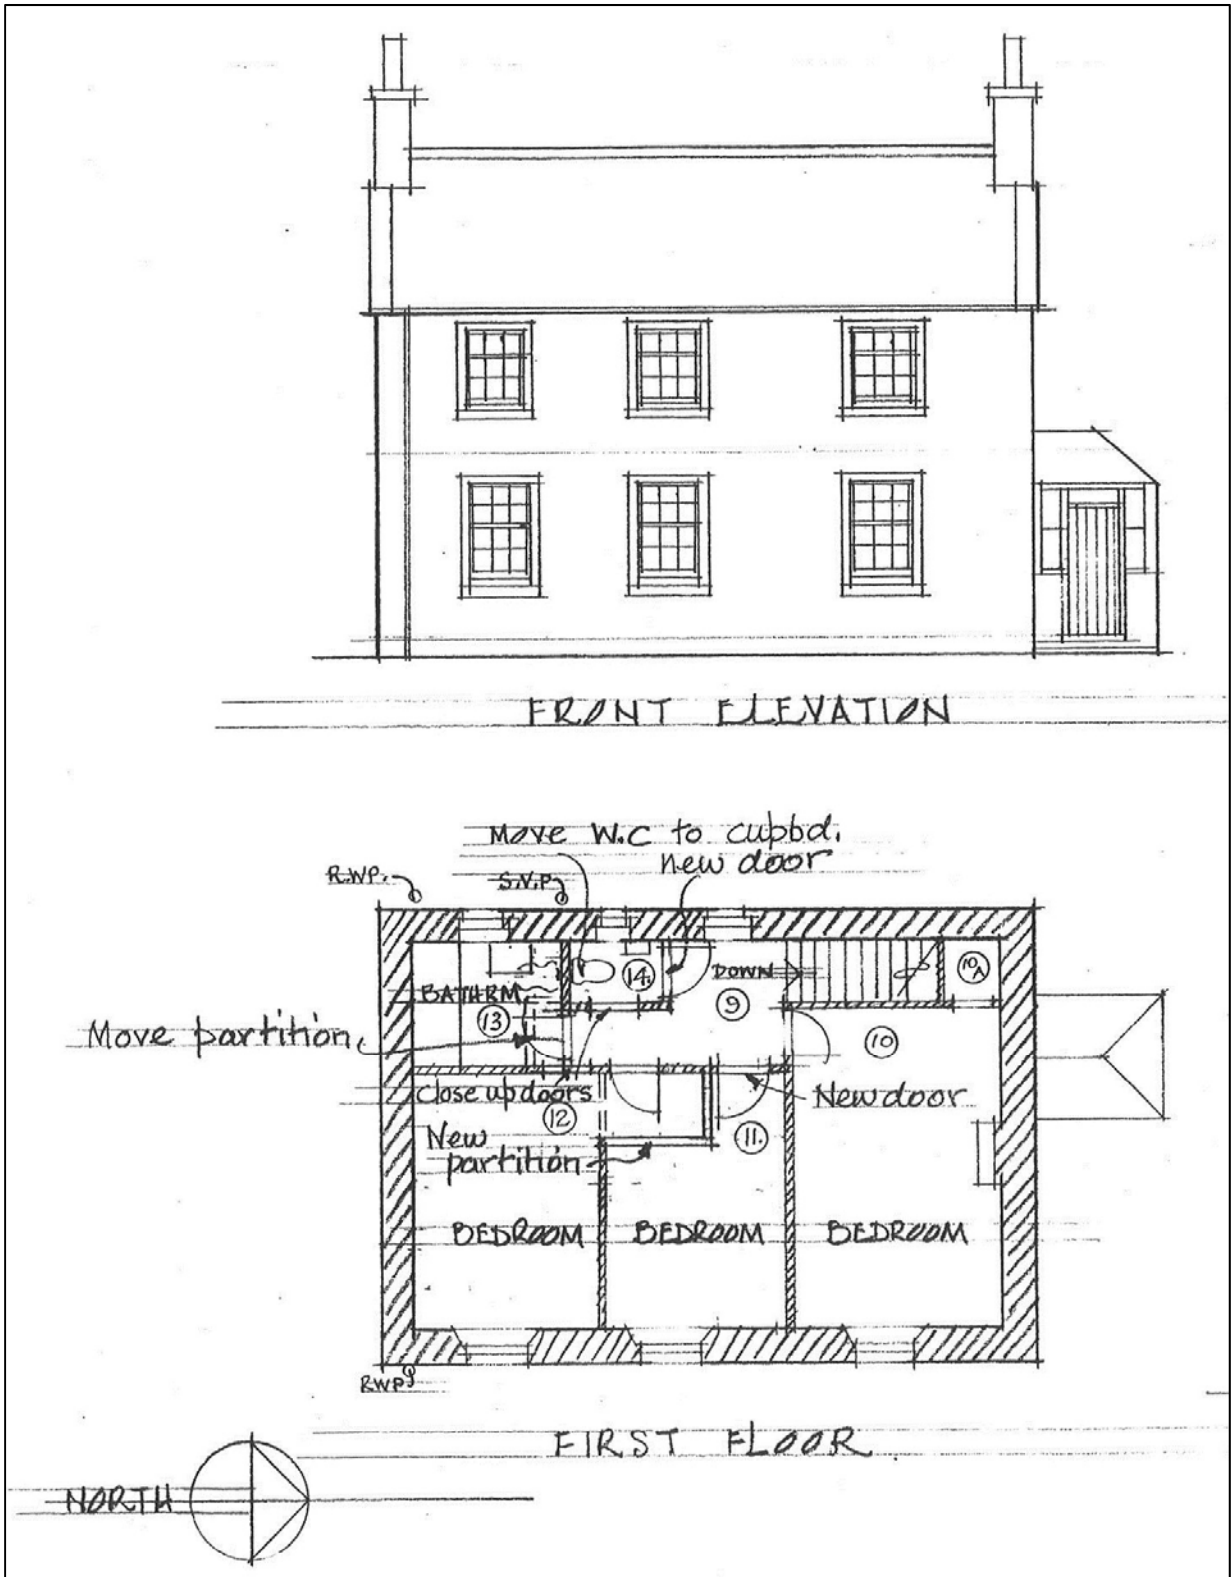 FRONT ELEVATION
Move W.C to cupbd.
new door
R.W.P.
S.V.P
14.
DOWN
9
10A
BATHRM
13
10
Move partition.
Close up doors
New door
12
11.
New
partition
BEDROOM BEDROOM BEDROOM
RWP
FIRST FLOOR
NORTH